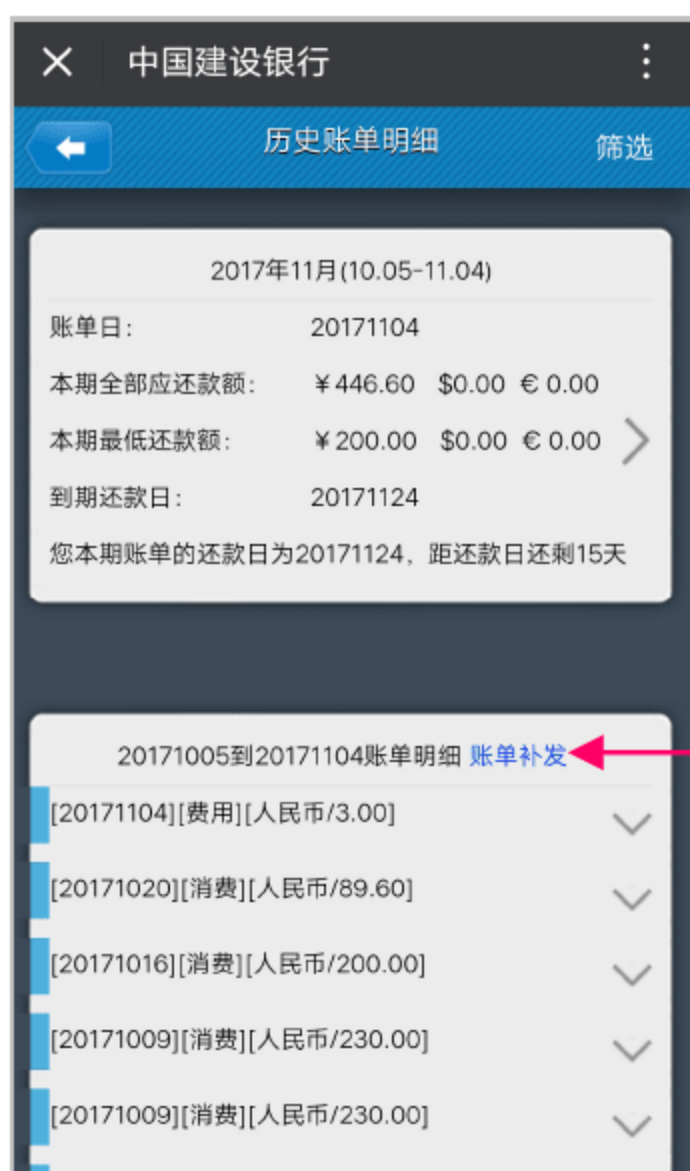 中国建设银行
历史账单明细 筛选
2017年11月(10.05-11.04)
账单日: 20171104
本期全部应还款额: ¥446.60 $0.00 €0.00
本期最低还款额: ¥200.00 $0.00 €0.00
到期还款日: 20171124
您本期账单的还款日为20171124，距还款日还剩15天
20171005到20171104账单明细 账单补发
[20171104][费用][人民币/3.00]
[20171020][消费][人民币/89.60]
[20171016][消费][人民币/200.00]
[20171009][消费][人民币/230.00]
[20171009][消费][人民币/230.00]